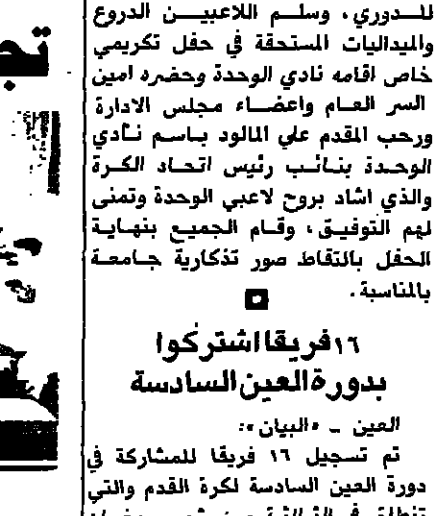 للدوري، وسلم اللاعبين الدروع
والميداليات المستحقة في حفل تكريمي
خاص اقامه نادي الوحدة وحضره امين
السر العام واعضاء مجلس الادارة
ورحب المقدم علي المالود باسم نادي
الوحدة بنائب رئيس اتحاد الكرة
والذي اشاد بروح لاعبي الوحدة وتمنى
لهم التوفيق، وقام الجميع بنهاية
الحفل بالتقاط صور تذكارية جامعة
بالمناسبة.
١٦ فريقا اشتركوا
بدورة العين السادسة
العين ـ «البيان»:
تم تسجيل ١٦ فريقا للمشاركة في
دورة العين السادسة لكرة القدم والتي